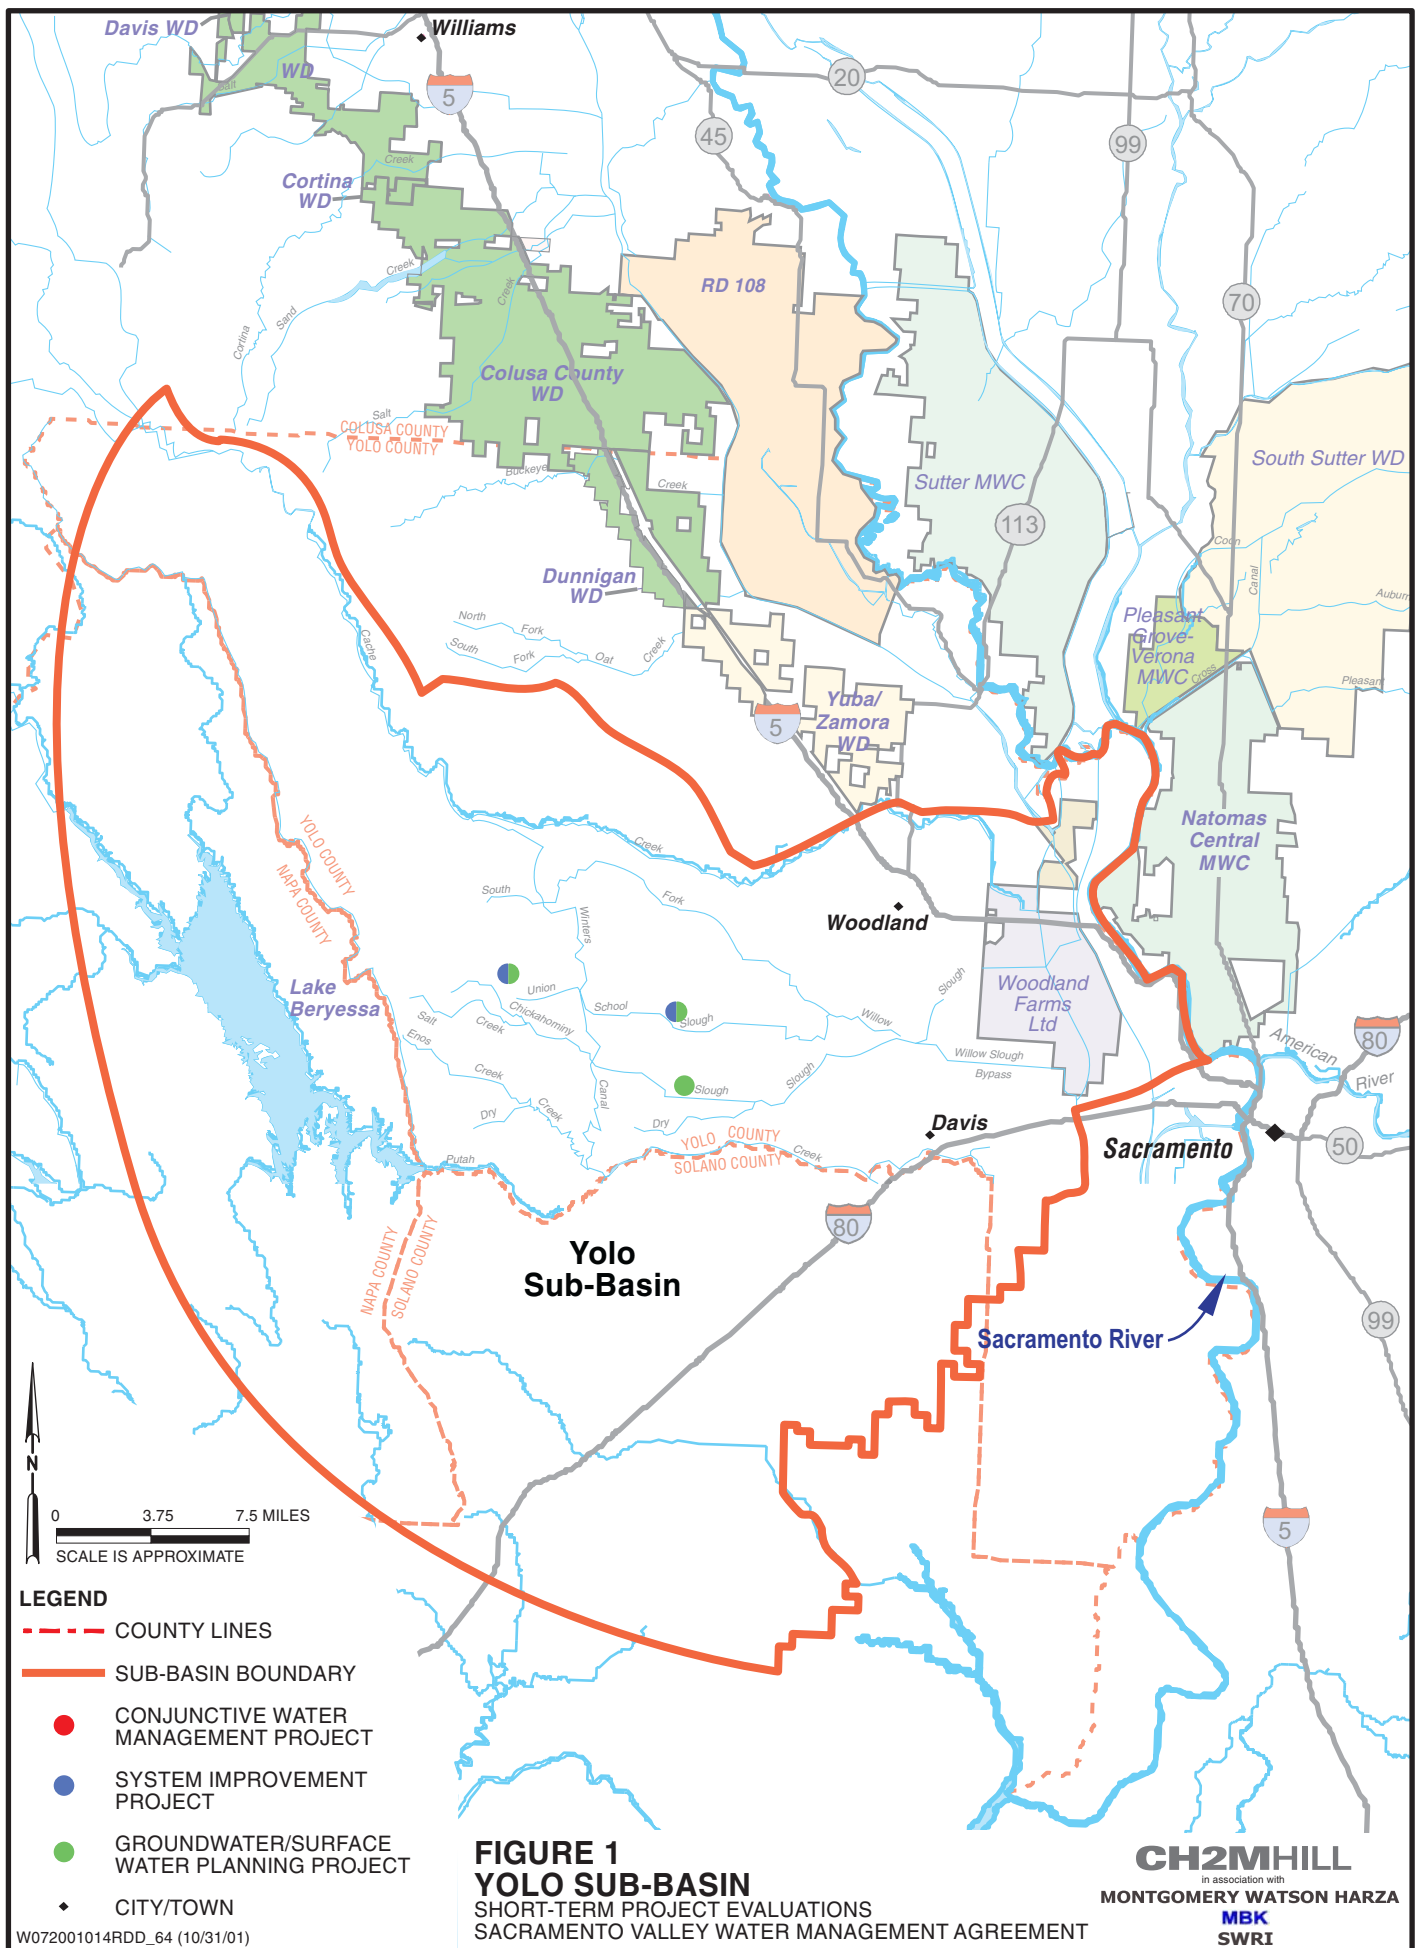 Davis WD
Williams
WD
Salt
5
20
45
99
Creek
Cortina
WD
RD 108
70
Creek
Creek
Sand
Cortina
Colusa County
WD
Salt
COLUSA COUNTY
YOLO COUNTY
Buckeye
Creek
South Sutter WD
Sutter MWC
113
Coon
Canal
Auburn
Dunnigan
WD
North
Fork
South
Fork
Oat
Creek
Cache
Pleasant
Grove-
Verona
MWC
Cross
Pleasant
Yuba/
Zamora
WD
5
Natomas
Central
MWC
YOLO COUNTY
NAPA COUNTY
Creek
South
Fork
Winters
Woodland
Lake
Beryessa
Union
Chickahominy
School
Slough
Willow
Slough
Woodland
Farms
Ltd
Salt
Creek
Enos
Creek
Dry
Creek
Canal
Slough
Slough
Dry
Willow Slough
Bypass
American
River
80
50
Davis
Sacramento
Putah
YOLO COUNTY
SOLANO COUNTY
Creek
80
NAPA COUNTY
SOLANO COUNTY
Yolo
Sub-Basin
Sacramento River
99
5
N
0 3.75 7.5 MILES
SCALE IS APPROXIMATE
LEGEND
COUNTY LINES
SUB-BASIN BOUNDARY
CONJUNCTIVE WATER
MANAGEMENT PROJECT
SYSTEM IMPROVEMENT
PROJECT
GROUNDWATER/SURFACE
WATER PLANNING PROJECT
CITY/TOWN
W072001014RDD_64 (10/31/01)
FIGURE 1
YOLO SUB-BASIN
SHORT-TERM PROJECT EVALUATIONS
SACRAMENTO VALLEY WATER MANAGEMENT AGREEMENT
CH2MHILL
in association with
MONTGOMERY WATSON HARZA
MBK
SWRI